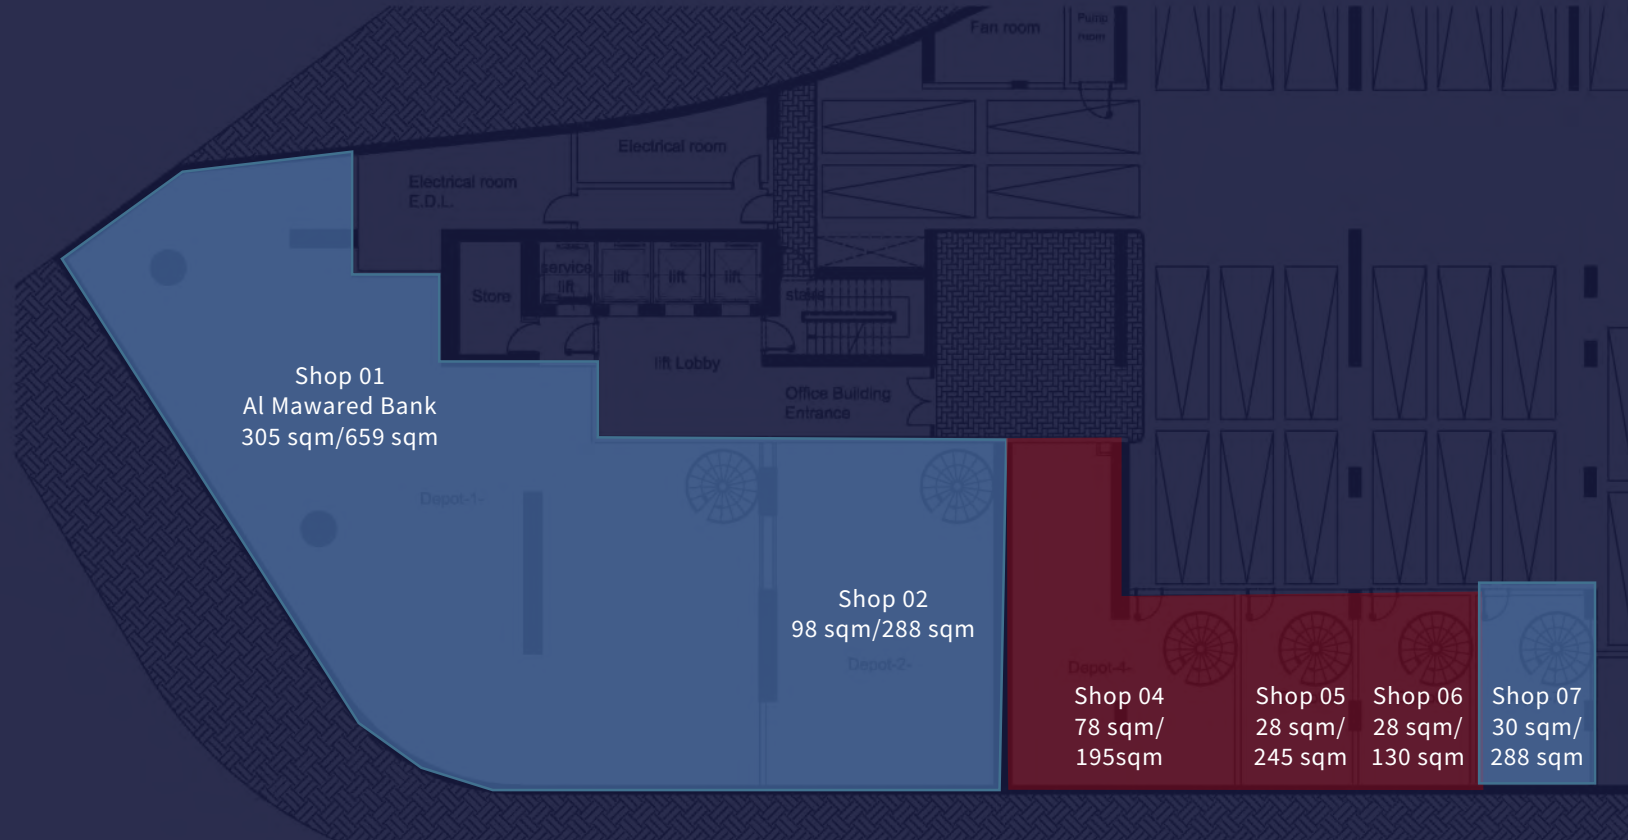 Fan room
Pump
room
Electrical room
Electrical room
E.D.L.
service
lift
lift
lift
lift
Store
stairs
lift Lobby
Office Building
Entrance
Shop 01
Al Mawared Bank
305 sqm/659 sqm
Depot-1-
Shop 02
98 sqm/288 sqm
Depot-2-
Depot-4-
Shop 04
78 sqm/
195sqm
Shop 05
28 sqm/
245 sqm
Shop 06
28 sqm/
130 sqm
Shop 07
30 sqm/
288 sqm